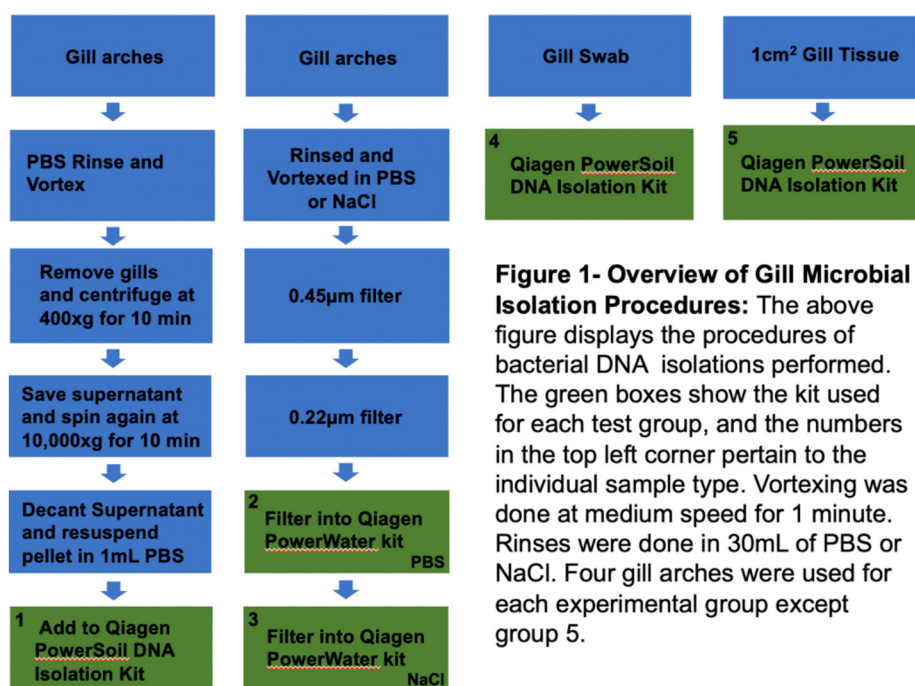 Gill arches
PBS Rinse and
Vortex
Remove gills
and centrifuge at
400xg for 10 min
Save supernatant
and spin again at
10,000xg for 10 min
Decant Supernatant
and resuspend
pellet in 1mL PBS
1
Add to Qiagen
PowerSoil DNA
Isolation Kit
Gill arches
Rinsed and
Vortexed in PBS
or NaCl
0.45µm filter
0.22µm filter
2
Filter into Qiagen
PowerWater kit
PBS
3
Filter into Qiagen
PowerWater kit
NaCl
Gill Swab
4
Qiagen PowerSoil
DNA Isolation Kit
1cm² Gill Tissue
5
Qiagen PowerSoil
DNA Isolation Kit
Figure 1- Overview of Gill Microbial
Isolation Procedures: The above
figure displays the procedures of
bacterial DNA isolations performed.
The green boxes show the kit used
for each test group, and the numbers
in the top left corner pertain to the
individual sample type. Vortexing was
done at medium speed for 1 minute.
Rinses were done in 30mL of PBS or
NaCl. Four gill arches were used for
each experimental group except
group 5.